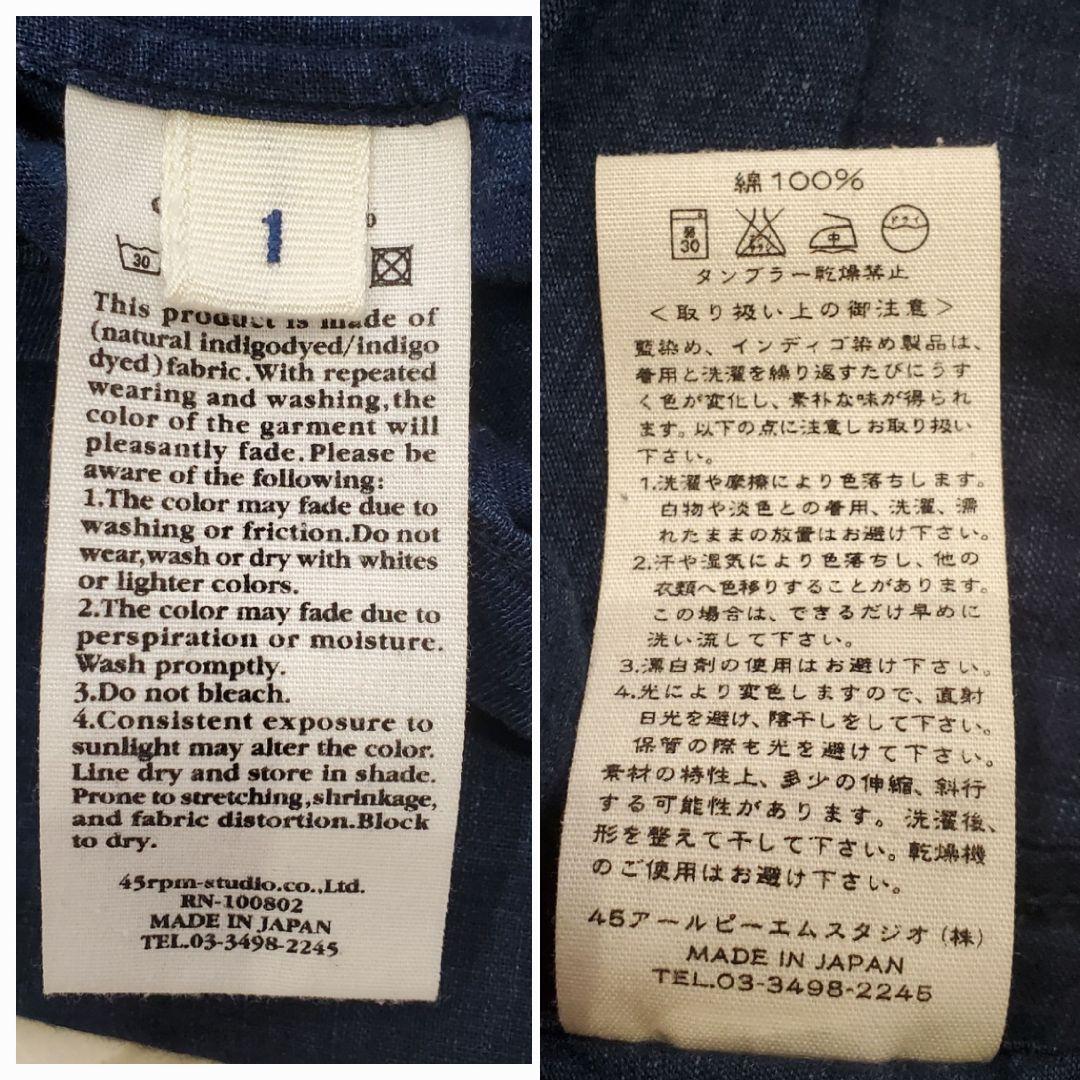 1
30
This product is made of
(natural indigodyed/indigo
dyed)fabric.With repeated
wearing and washing,the
color of the garment will
pleasantly fade.Please be
aware of the following:
1.The color may fade due to
washing or friction.Do not
wear,wash or dry with whites
or lighter colors.
2.The color may fade due to
perspiration or moisture.
Wash promptly.
3.Do not bleach.
4.Consistent exposure to
sunlight may alter the color.
Line dry and store in shade.
Prone to stretching,shrinkage,
and fabric distortion.Block
to dry.
45rpm-studio.co.,Ltd.
RN-100802
MADE IN JAPAN
TEL.03-3498-2245
綿100%
弱 30 エンソサラシ 中 ドライ
タンブラー乾燥禁止
<取り扱い上の御注意>
藍染め、インディゴ染め製品は、
着用と洗濯を繰り返すたびにうす
く色が変化し、素朴な味が得られ
ます。以下の点に注意しお取り扱い
下さい。
1.洗濯や摩擦により色落ちします。
白物や淡色との着用、洗濯、濡
れたままの放置はお避け下さい。
2.汗や湿気により色落ちし、他の
衣類へ色移りすることがあります。
この場合は、できるだけ早めに
洗い流して下さい。
3.漂白剤の使用はお避け下さい。
4.光により変色しますので、直射
日光を避け、陰干しをして下さい。
保管の際も光を避けて下さい。
素材の特性上、多少の伸縮、斜行
する可能性があります。洗濯後、
形を整えて干して下さい。乾燥機
のご使用はお避け下さい。
45アールピーエムスタジオ(株)
MADE IN JAPAN
TEL.03-3498-2245